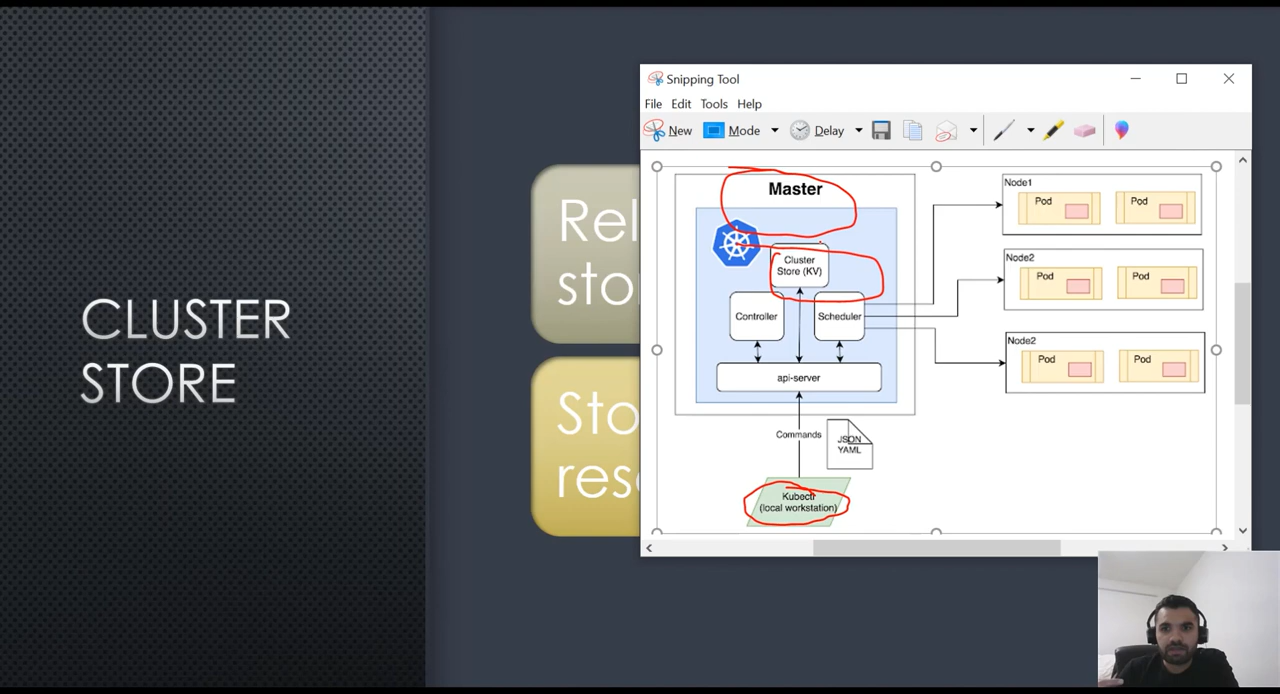 CLUSTER
STORE
Rel
sto
Sto
res
Snipping Tool
File Edit Tools Help
New Mode Delay
Master
Cluster
Store (KV)
Controller
Scheduler
api-server
Commands
JSON
YAML
Kubectl
(local workstation)
Node1
Pod
Pod
Node2
Pod
Pod
Node2
Pod
Pod